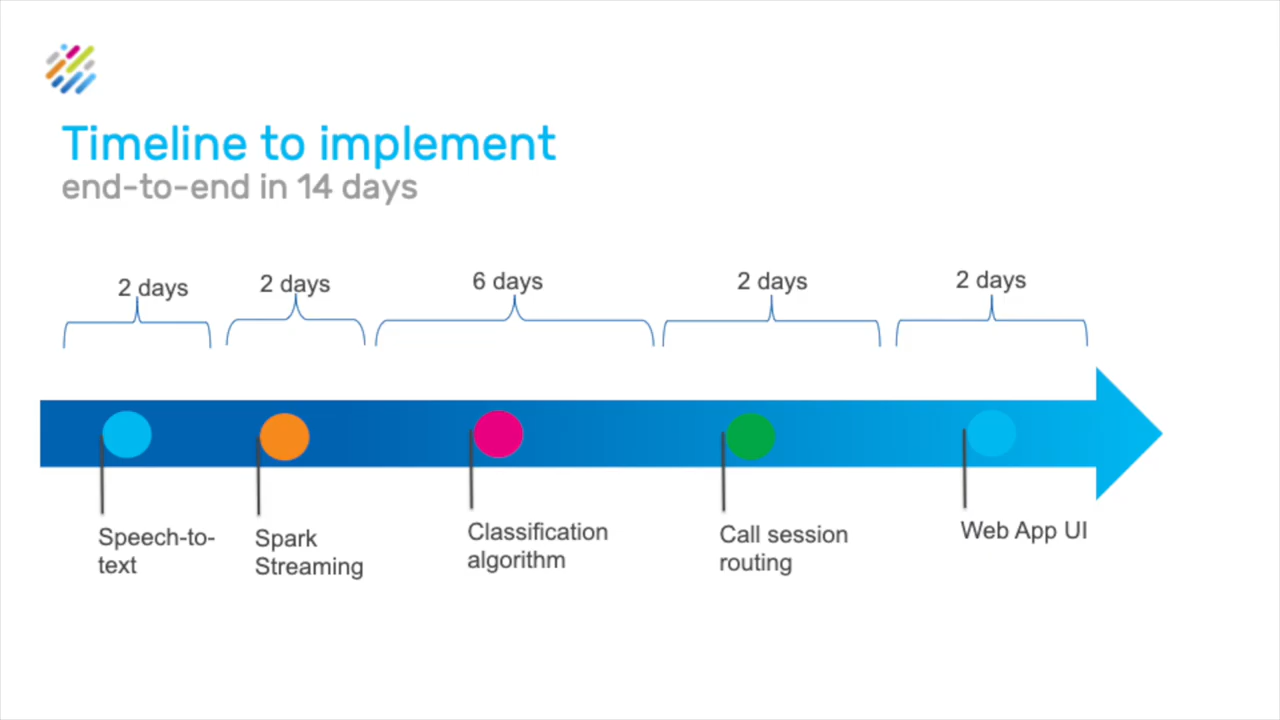 Timeline to implement
end-to-end in 14 days
2 days
2 days
6 days
2 days
2 days
Speech-to-
text
Spark
Streaming
Classification
algorithm
Call session
routing
Web App UI